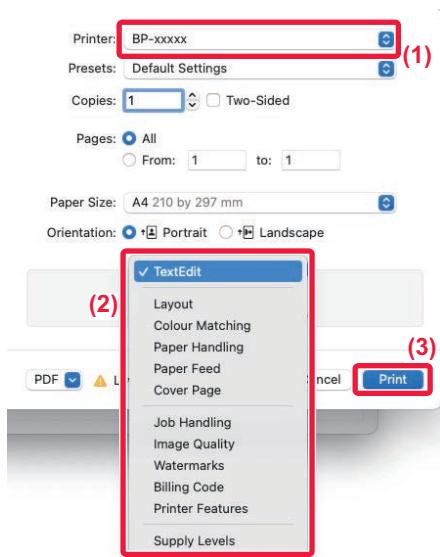 Printer: BP-xxxxx
(1)
Presets: Default Settings
Copies: 1 Two-Sided
Pages: All
From: 1 to: 1
Paper Size: A4 210 by 297 mm
Orientation: Portrait Landscape
✓ TextEdit
(2)
Layout
Colour Matching
Paper Handling
(3)
Paper Feed
PDF Print
Cover Page
Job Handling
Image Quality
Watermarks
Billing Code
Printer Features
Supply Levels